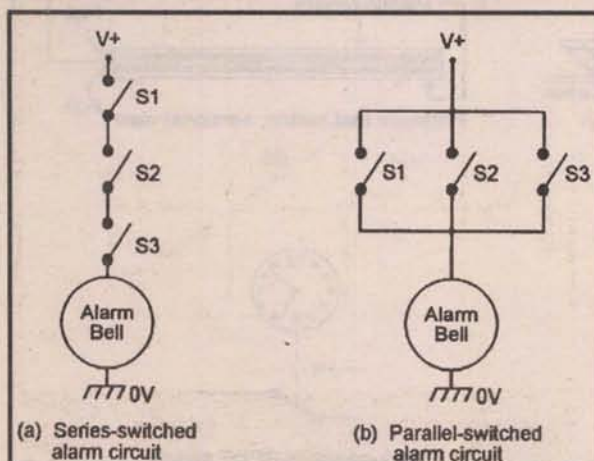 V+
S1
S2
S3
Alarm
Bell
0V
(a) Series-switched
alarm circuit
V+
S1
S2
S3
Alarm
Bell
0V
(b) Parallel-switched
alarm circuit